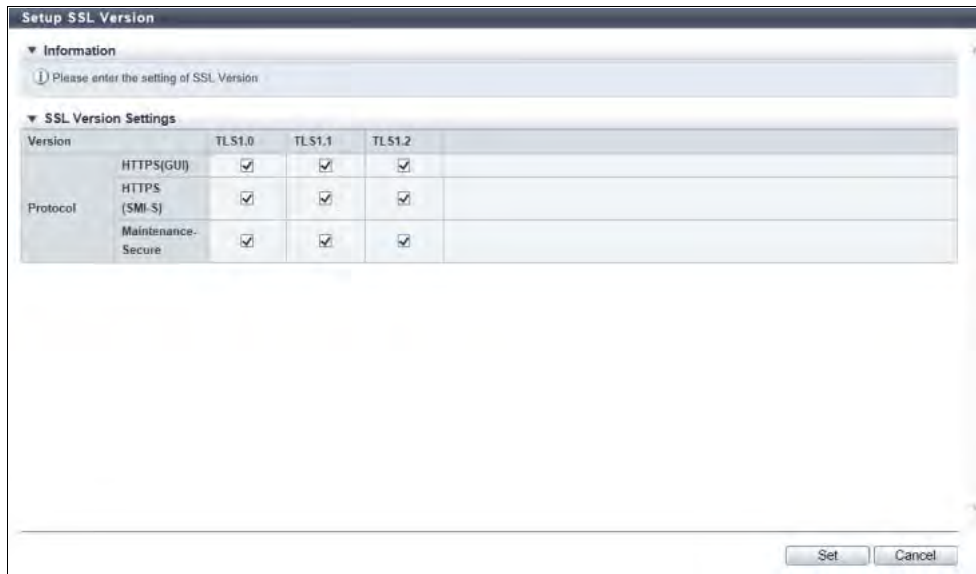 Setup SSL Version
Information
Please enter the setting of SSL Version
SSL Version Settings
Version TLS1.0 TLS1.1 TLS1.2
HTTPS(GUI)
Protocol
HTTPS
(SMI-S)
Maintenance-
Secure
Set Cancel